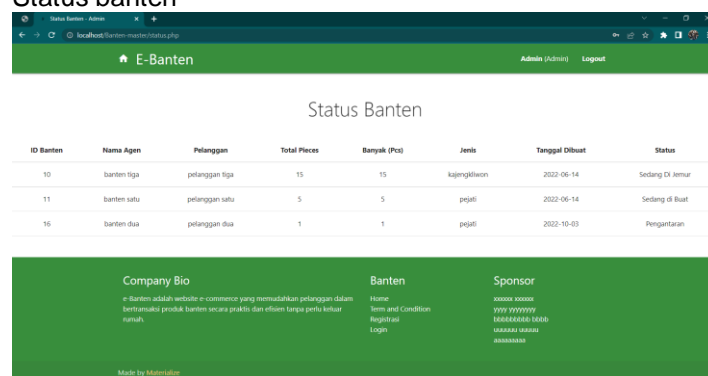 Status banten
Status Banten - Admin
localhost/Banten-master/status.php
E-Banten
Admin (Admin) Logout
Status Banten
ID Banten Nama Agen Pelanggan Total Pieces Banyak (Pcs) Jenis Tanggal Dibuat Status
10 banten tiga pelanggan tiga 15 15 kajengkliwon 2022-06-14 Sedang Di Jemur
11 banten satu pelanggan satu 5 5 pejati 2022-06-14 Sedang di Buat
16 banten dua pelanggan dua 1 1 pejati 2022-10-03 Pengantaran
Company Bio
e-Banten adalah website e-commerce yang memudahkan pelanggan dalam
bertransaksi produk banten secara praktis dan efisien tanpa perlu keluar
rumah.
Banten
Home
Term and Condition
Registrasi
Login
Sponsor
xxxxxx xxxxxx
yyyy yyyyyyyy
bbbbbbbbbb bbbb
uuuuuu uuuuu
aaaaaaaaa
Made by Materialize